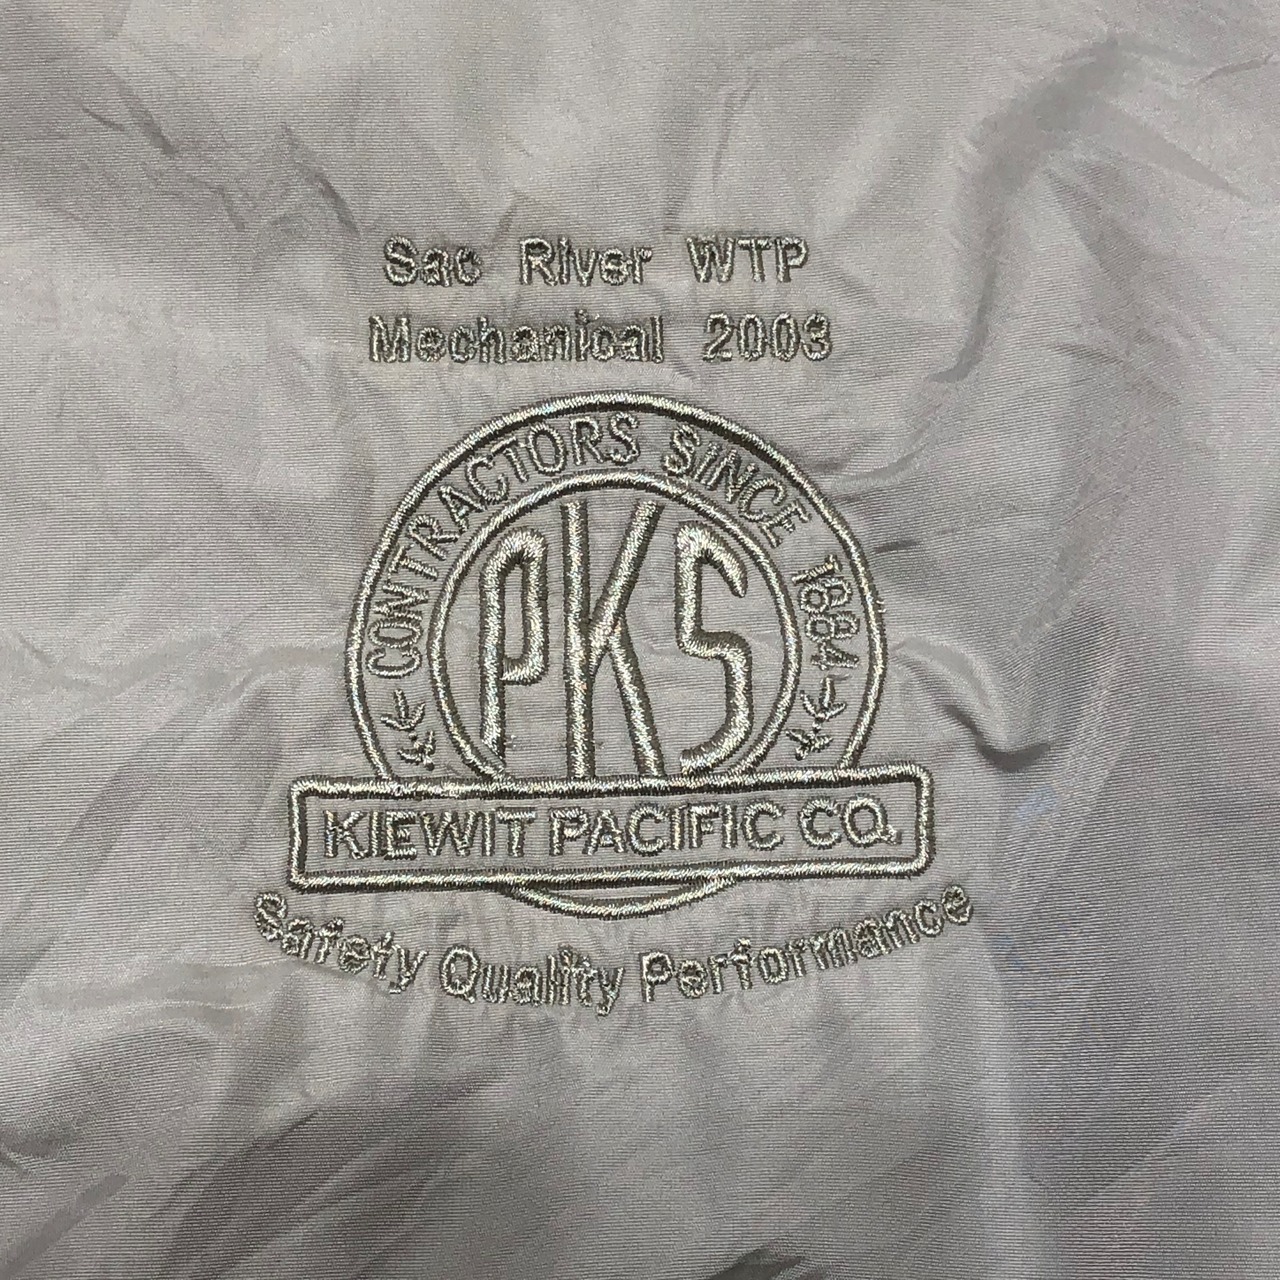 Sac River WTP
Mechanical 2003
CONTRACTORS SINCE 1884
PKS
KIEWIT PACIFIC CO.
Safety Quality Performance